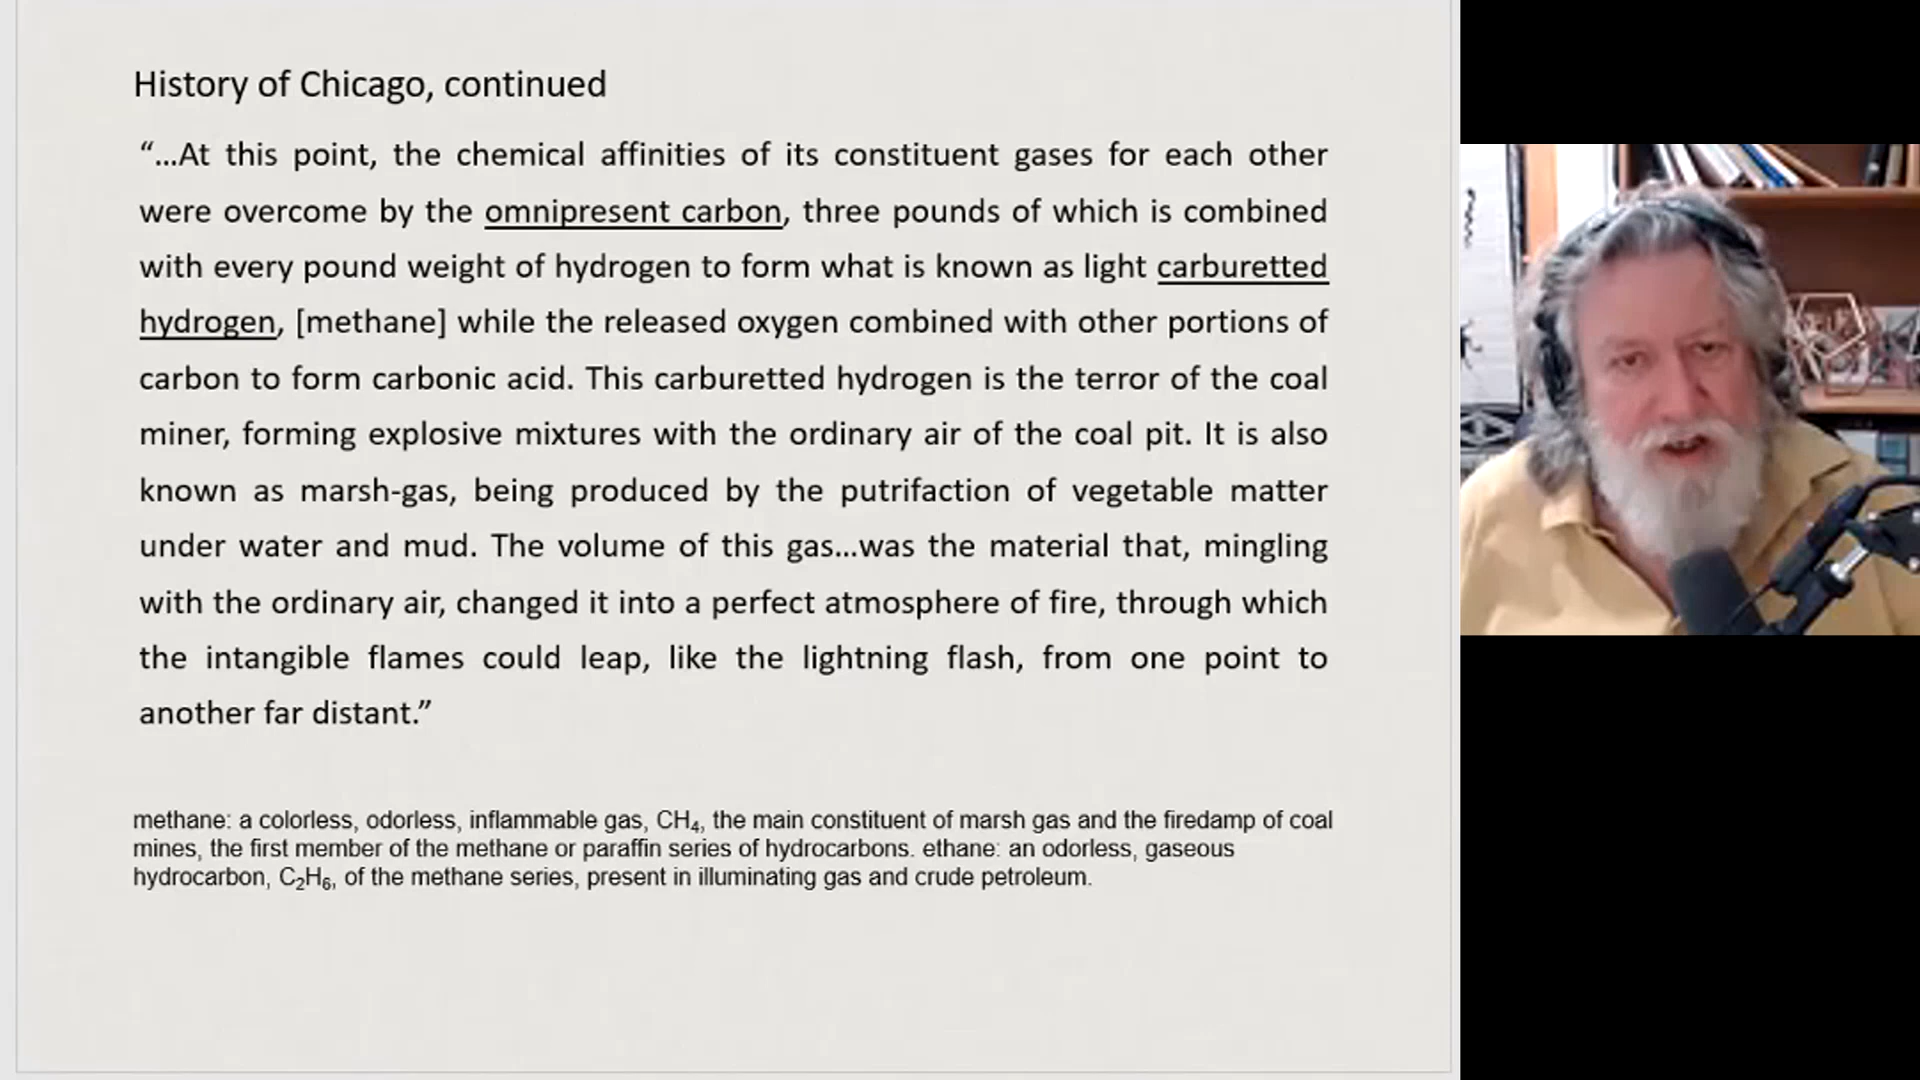 History of Chicago, continued
“...At this point, the chemical affinities of its constituent gases for each other
were overcome by the omnipresent carbon, three pounds of which is combined
with every pound weight of hydrogen to form what is known as light carburetted
hydrogen, [methane] while the released oxygen combined with other portions of
carbon to form carbonic acid. This carburetted hydrogen is the terror of the coal
miner, forming explosive mixtures with the ordinary air of the coal pit. It is also
known as marsh-gas, being produced by the putrifaction of vegetable matter
under water and mud. The volume of this gas...was the material that, mingling
with the ordinary air, changed it into a perfect atmosphere of fire, through which
the intangible flames could leap, like the lightning flash, from one point to
another far distant.”
methane: a colorless, odorless, inflammable gas, CH₄, the main constituent of marsh gas and the firedamp of coal
mines, the first member of the methane or paraffin series of hydrocarbons. ethane: an odorless, gaseous
hydrocarbon, C₂H₆, of the methane series, present in illuminating gas and crude petroleum.